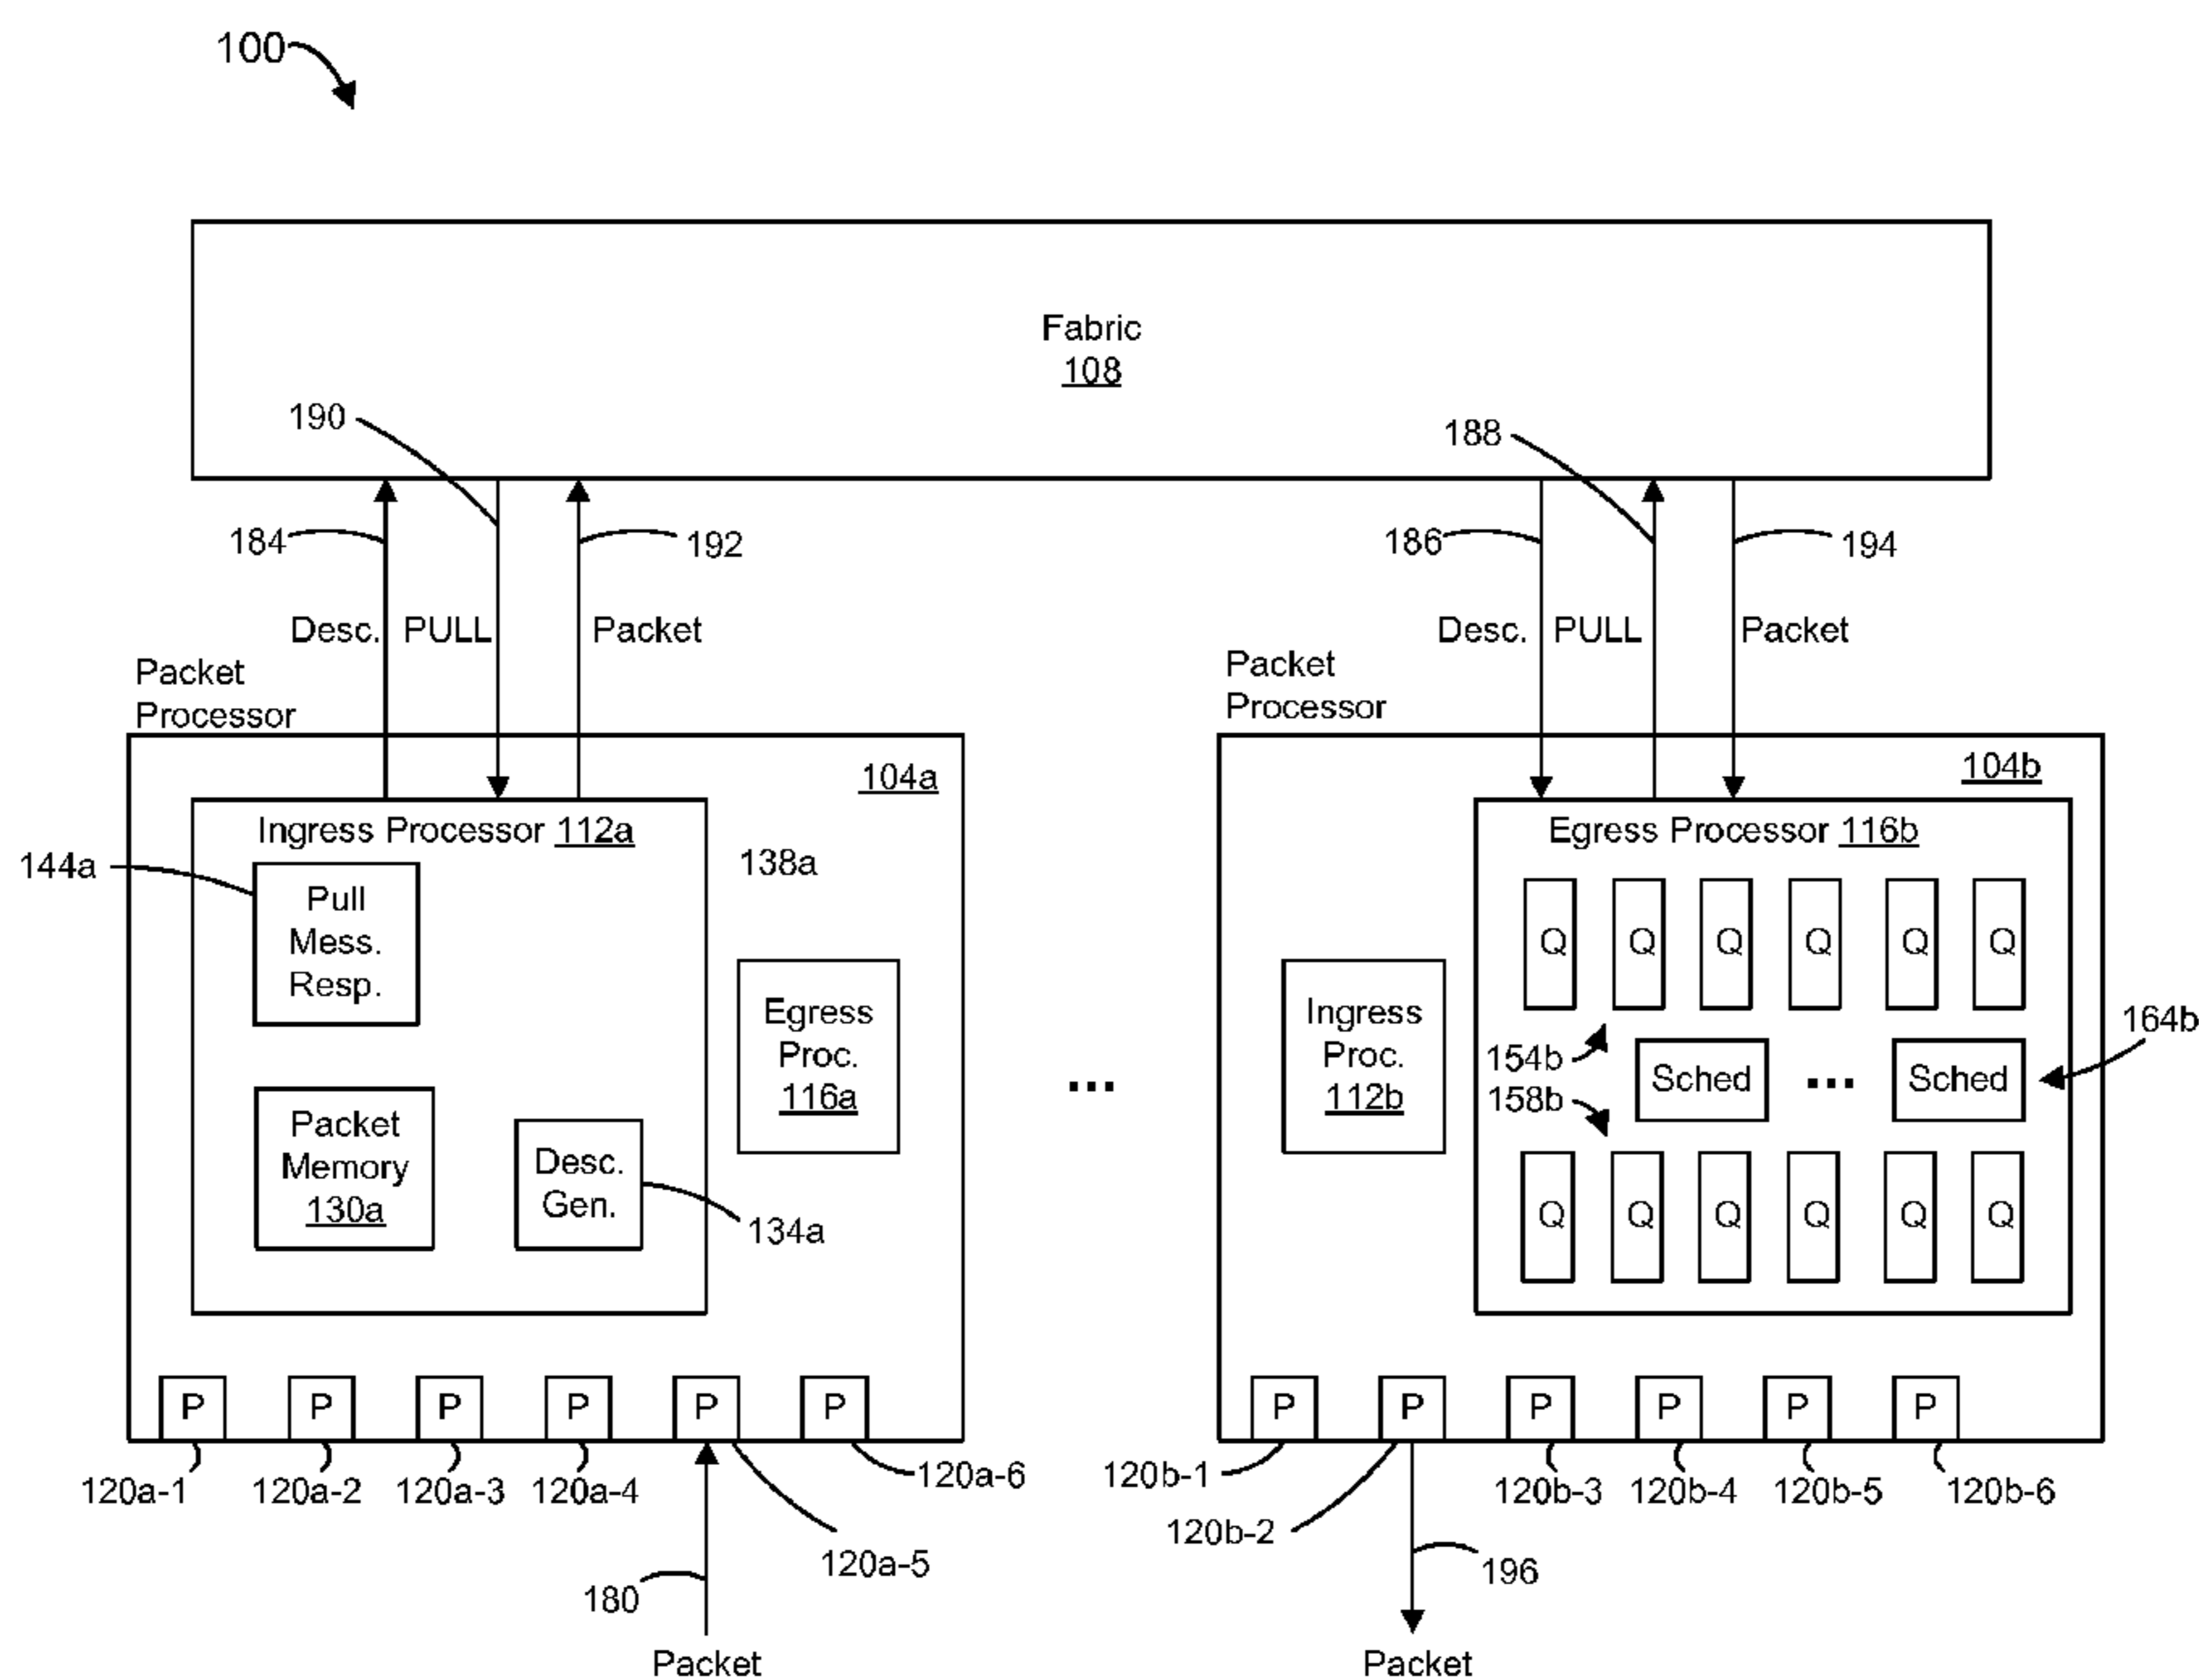 100
Fabric
108
190
188
184
192
186
194
Desc.
PULL
Packet
Desc.
PULL
Packet
Packet
Processor
Packet
Processor
104a
104b
Ingress Processor 112a
Egress Processor 116b
144a
138a
Pull
Mess.
Resp.
Q Q Q Q Q Q
Egress
Proc.
116a
...
Ingress
Proc.
112b
154b
158b
Sched
...
Sched
164b
Packet
Memory
130a
Desc.
Gen.
134a
Q Q Q Q Q Q
P P P P P P
P P P P P P
120a-1
120a-2
120a-3
120a-4
120a-5
120a-6
120b-1
120b-2
120b-3
120b-4
120b-5
120b-6
180
196
Packet
Packet